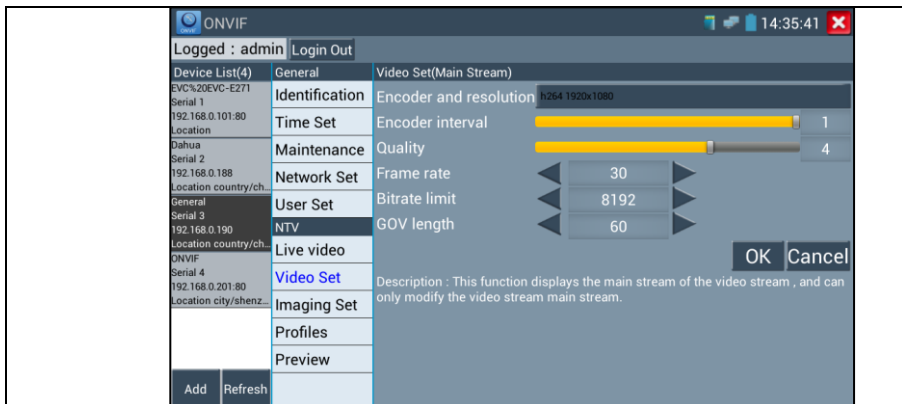 ONVIF
14:35:41
Logged : admin Login Out
Device List(4)
EVC%20EVC-E271
Serial 1
192.168.0.101:80
Location
Dahua
Serial 2
192.168.0.188
Location country/ch...
General
Serial 3
192.168.0.190
Location country/ch...
ONVIF
Serial 4
192.168.0.201:80
Location city/shenz...
Add Refresh
General
Identification
Time Set
Maintenance
Network Set
User Set
NTV
Live video
Video Set
Imaging Set
Profiles
Preview
Video Set(Main Stream)
Encoder and resolution h264 1920x1080
Encoder interval 1
Quality 4
Frame rate 30
Bitrate limit 8192
GOV length 60
OK Cancel
Description : This function displays the main stream of the video stream , and can
only modify the video stream main stream.